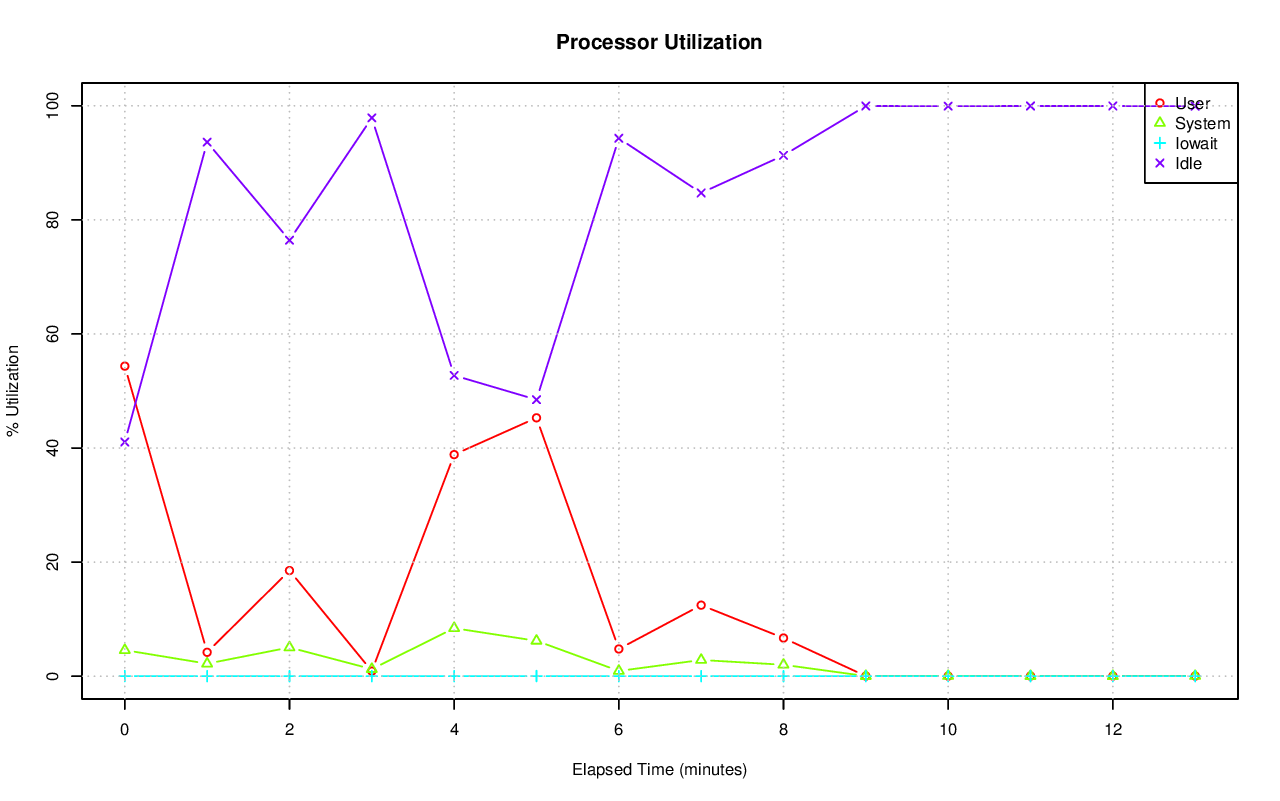 Processor Utilization
% Utilization
100
80
60
40
20
0
User
System
Iowait
Idle
0 2 4 6 8 10 12
Elapsed Time (minutes)